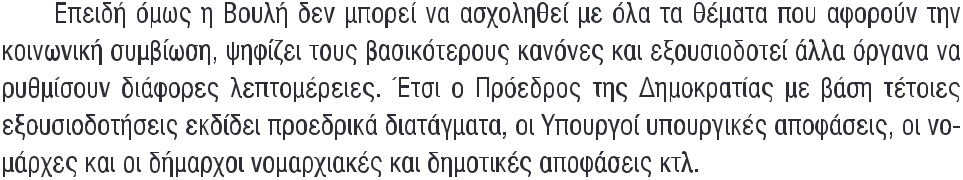 Επειδή όμως η Βουλή δεν μπορεί να ασχοληθεί με όλα τα θέματα που αφορούν την
κοινωνική συμβίωση, ψηφίζει τους βασικότερους κανόνες και εξουσιοδοτεί άλλα όργανα να
ρυθμίσουν διάφορες λεπτομέρειες. Έτσι ο Πρόεδρος της Δημοκρατίας με βάση τέτοιες
εξουσιοδοτήσεις εκδίδει προεδρικά διατάγματα, οι Υπουργοί υπουργικές αποφάσεις, οι νο-
μάρχες και οι δήμαρχοι νομαρχιακές και δημοτικές αποφάσεις κτλ.